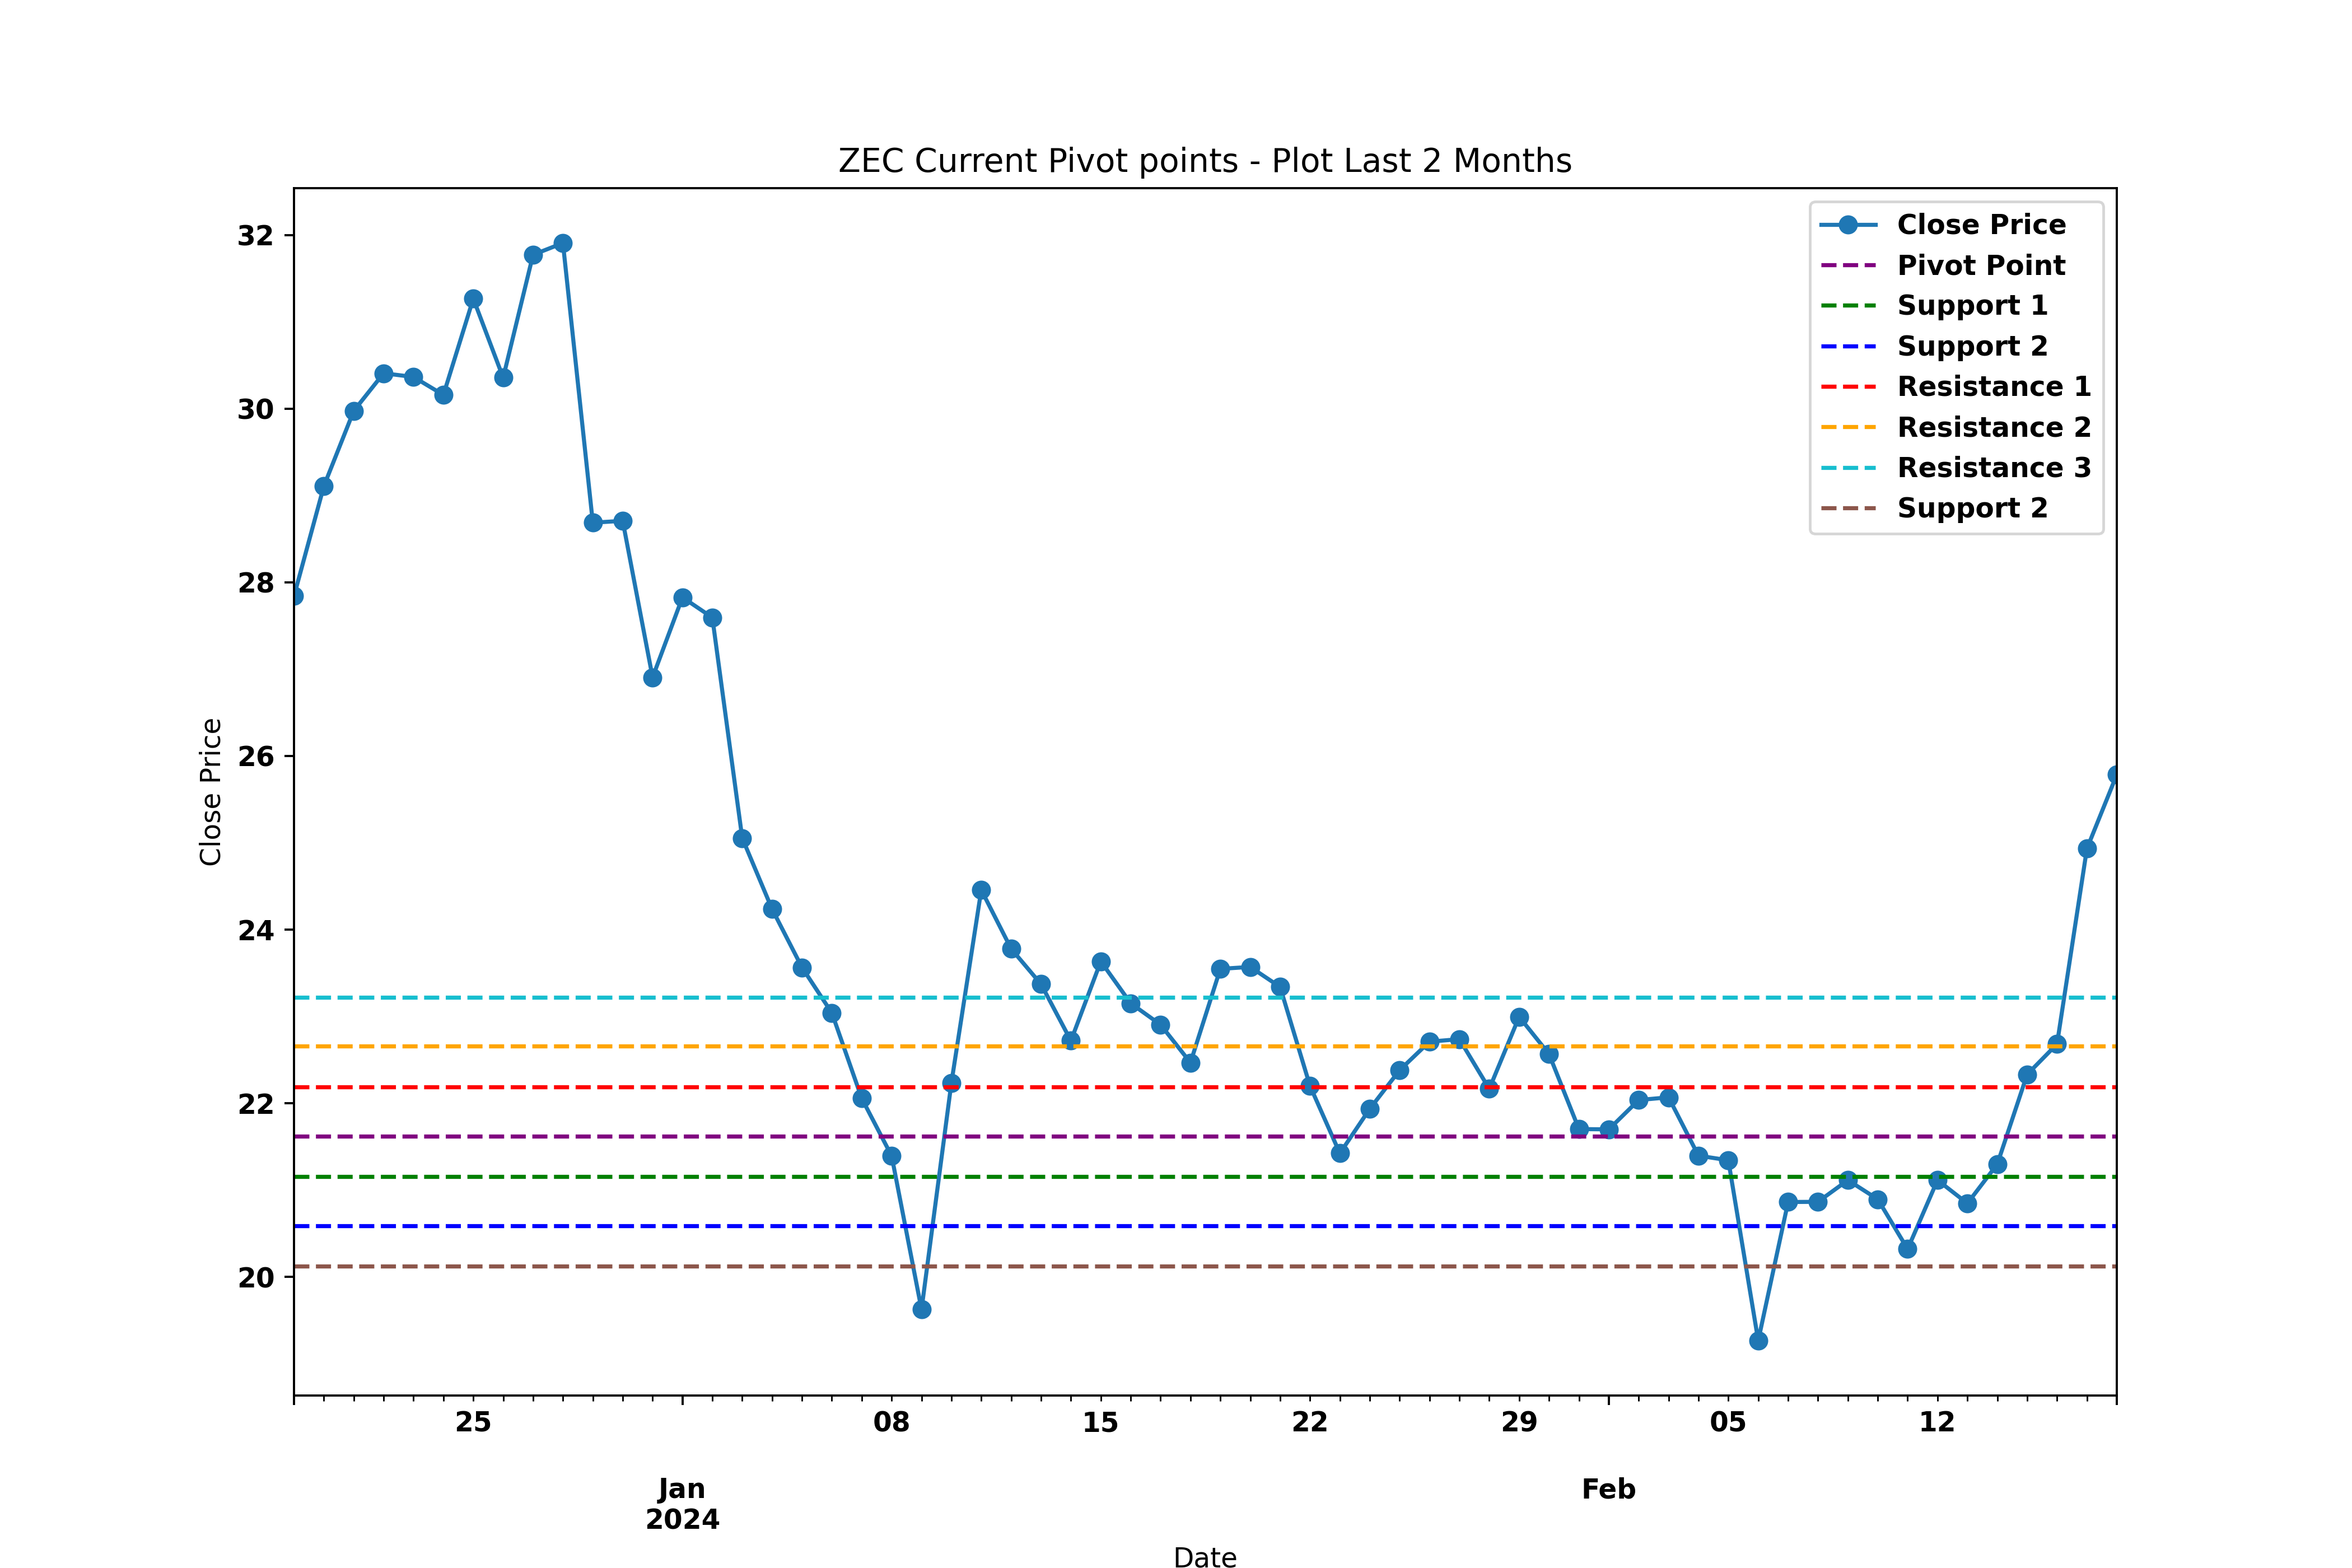 ZEC Current Pivot points - Plot Last 2 Months
Close Price
Pivot Point
Support 1
Support 2
Resistance 1
Resistance 2
Resistance 3
Support 2
32
30
28
26
24
22
20
Close Price
25
08
15
22
29
05
12
Jan
2024
Feb
Date